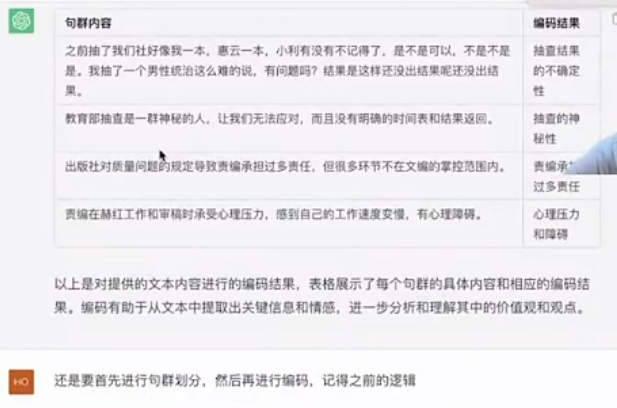 句群内容 编码结果
之前抽了我们社好像我一本，惠云一本，小利有没有不记得了，是不是可以，不是不是 抽查结果
是。我抽了一个男性统治这么难的说，有问题吗？结果是这样还没出结果呢还没出结 的不确定
果。 性
教育部抽查是一群神秘的人，让我们无法应对，而且没有明确的时间表和结果返回。 抽查的神
秘性
出版社对质量问题的规定导致责编承担过多责任，但很多环节不在文编的掌控范围内。 责编承
过多责任
责编在赫红工作和审稿时承受心理压力，感到自己的工作速度变慢，有心理障碍。 心理压力
和障碍
以上是对提供的文本内容进行的编码结果，表格展示了每个句群的具体内容和相应的编码结
果。编码有助于从文本中提取出关键信息和情感，进一步分析和理解其中的价值观和观点。
HO 还是要首先进行句群划分，然后再进行编码，记得之前的逻辑